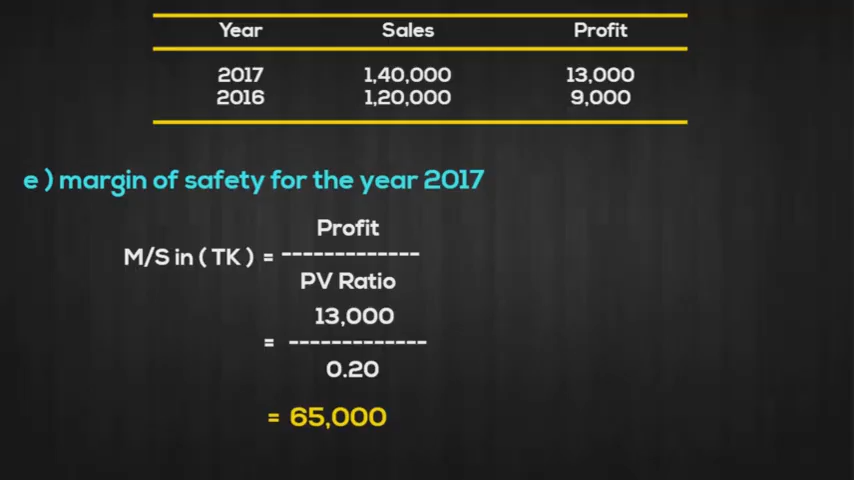 Year Sales Profit
2017 1,40,000 13,000
2016 1,20,000 9,000
e ) margin of safety for the year 2017
Profit
M/S in ( TK ) = -------------
PV Ratio
13,000
= -------------
0.20
= 65,000